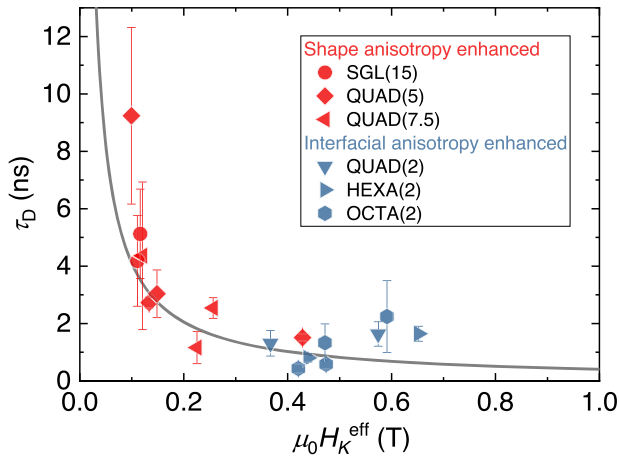 12
10
8
6
4
2
0
τD (ns)
Shape anisotropy enhanced
SGL(15)
QUAD(5)
QUAD(7.5)
Interfacial anisotropy enhanced
QUAD(2)
HEXA(2)
OCTA(2)
0.0 0.2 0.4 0.6 0.8 1.0
μ0HK^eff (T)